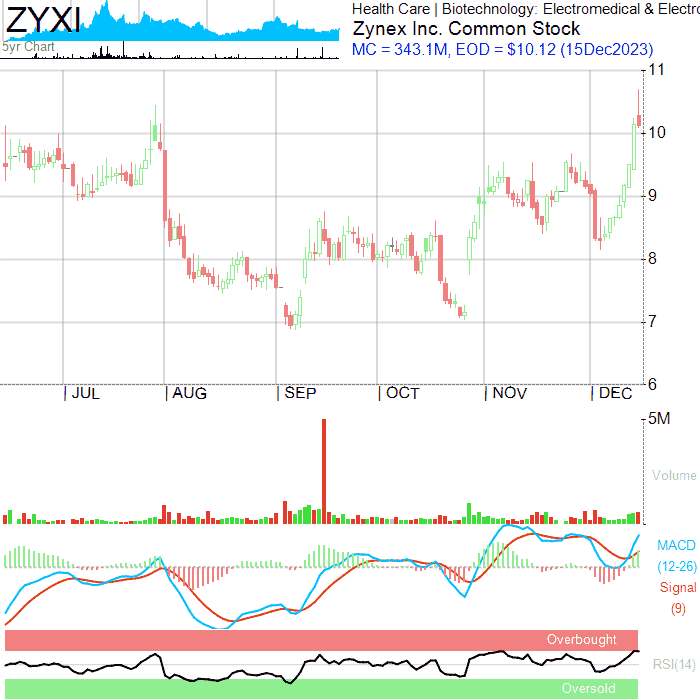 ZYXI
5yr Chart
Health Care | Biotechnology: Electromedical & Electro
Zynex Inc. Common Stock
MC = 343.1M, EOD = $10.12 (15Dec2023)
11
10
9
8
7
6
| JUL | AUG | SEP | OCT | NOV | DEC
5M
Volume
MACD
(12-26)
Signal
(9)
Overbought
RSI(14)
Oversold